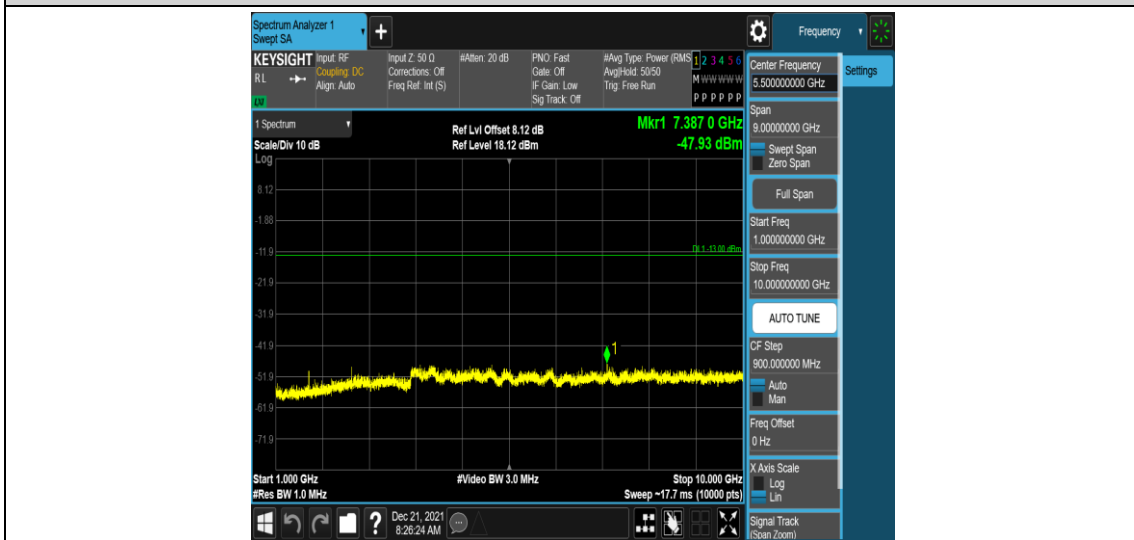 Spectrum Analyzer 1
Swept SA
+
Frequency
KEYSIGHT
R L
Input: RF
Coupling: DC
Align: Auto
Input Z: 50 Ω
Corrections: Off
Freq Ref: Int (S)
#Atten: 20 dB
PNO: Fast
Gate: Off
IF Gain: Low
Sig Track: Off
#Avg Type: Power (RMS
Avg|Hold: 50/50
Trig: Free Run
1 2 3 4 5 6
M W W W W W
P P P P P P
1 Spectrum
Scale/Div 10 dB
Ref Lvl Offset 8.12 dB
Ref Level 18.12 dBm
Mkr1 7.387 0 GHz
-47.93 dBm
Log
8.12
-1.88
-11.9
-21.9
-31.9
-41.9
-51.9
-61.9
-71.9
DL1 -13.00 dBm
1
Start 1.000 GHz
#Res BW 1.0 MHz
#Video BW 3.0 MHz
Stop 10.000 GHz
Sweep ~17.7 ms (10000 pts)
?
Dec 21, 2021
8:26:24 AM
Center Frequency
5.500000000 GHz
Settings
Span
9.00000000 GHz
Swept Span
Zero Span
Full Span
Start Freq
1.000000000 GHz
Stop Freq
10.000000000 GHz
AUTO TUNE
CF Step
900.000000 MHz
Auto
Man
Freq Offset
0 Hz
X Axis Scale
Log
Lin
Signal Track
(Span Zoom)